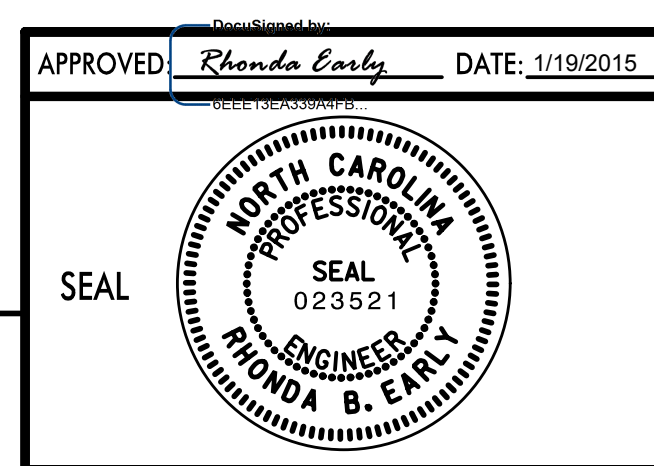 DocuSigned by:
APPROVED: Rhonda Early DATE: 1/19/2015
6EEE13EA339A4FB...
SEAL
NORTH CAROLINA
PROFESSIONAL
SEAL
023521
ENGINEER
RHONDA B. EARLY